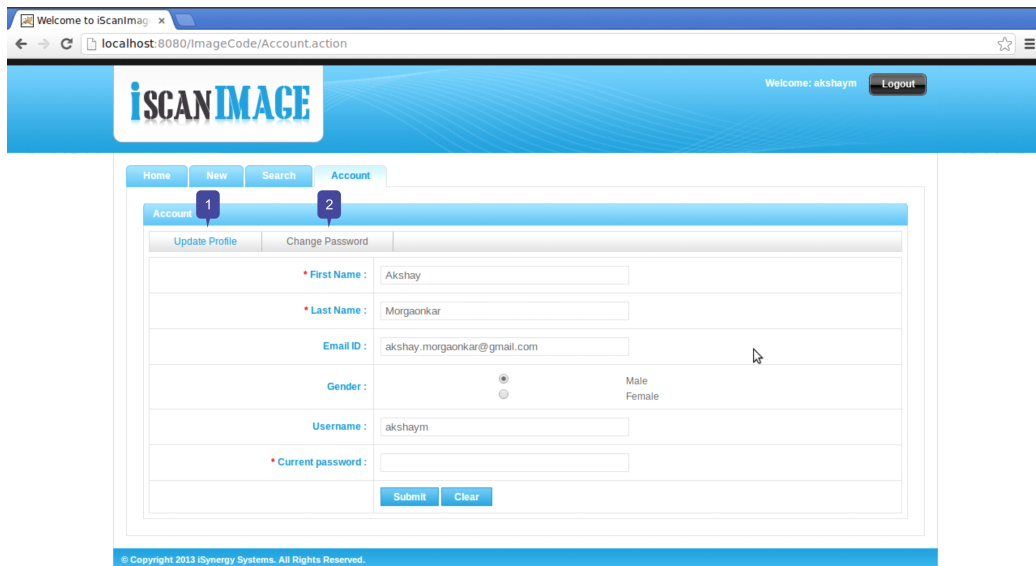 Welcome to iScanImag
localhost:8080/ImageCode/Account.action
iSCANIMAGE
Welcome: akshaym
Logout
Home New Search Account
Account
1 2
Update Profile Change Password
* First Name : Akshay
* Last Name : Morgaonkar
Email ID : akshay.morgaonkar@gmail.com
Gender : Male
Female
Username : akshaym
* Current password :
Submit Clear
© Copyright 2013 iSynergy Systems. All Rights Reserved.